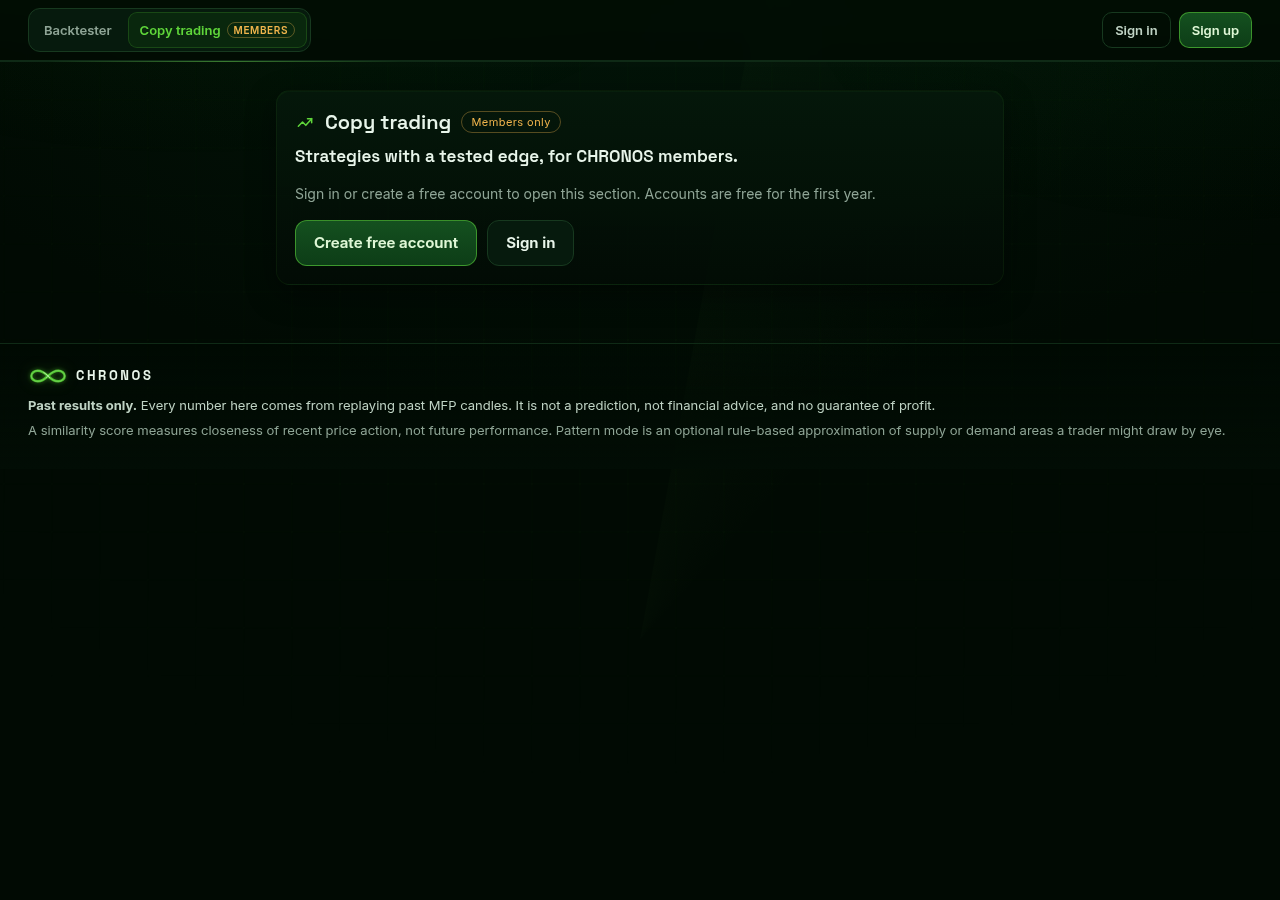 Backtester
Copy trading MEMBERS
Sign in
Sign up
Copy trading Members only
Strategies with a tested edge, for CHRONOS members.
Sign in or create a free account to open this section. Accounts are free for the first year.
Create free account
Sign in
CHRONOS
Past results only. Every number here comes from replaying past MFP candles. It is not a prediction, not financial advice, and no guarantee of profit.
A similarity score measures closeness of recent price action, not future performance. Pattern mode is an optional rule-based approximation of supply or demand areas a trader might draw by eye.